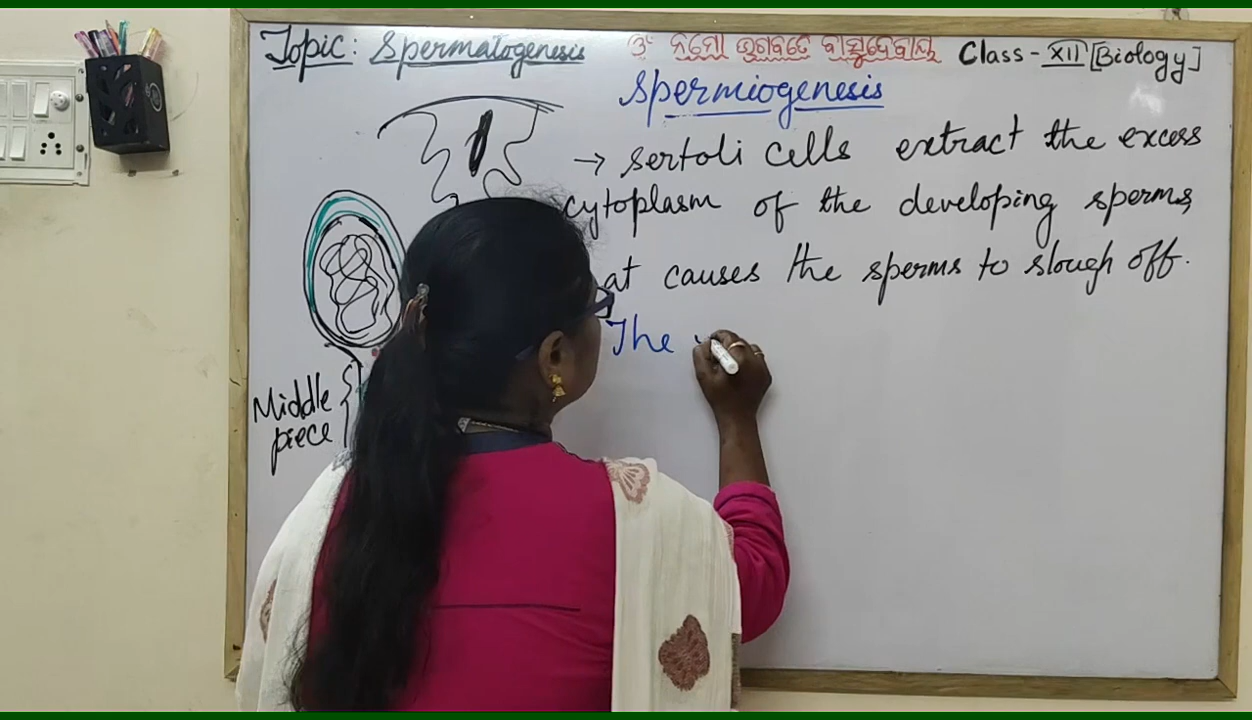 Topic: Spermatogenesis
ଓଁ ନମୋ ଭଗବତେ ବାସୁଦେବାୟ
Class - XII [Biology]
Spermiogenesis
→ Sertoli cells extract the excess
cytoplasm of the developing sperms,
at causes the sperms to slough off.
The
Middle
piece